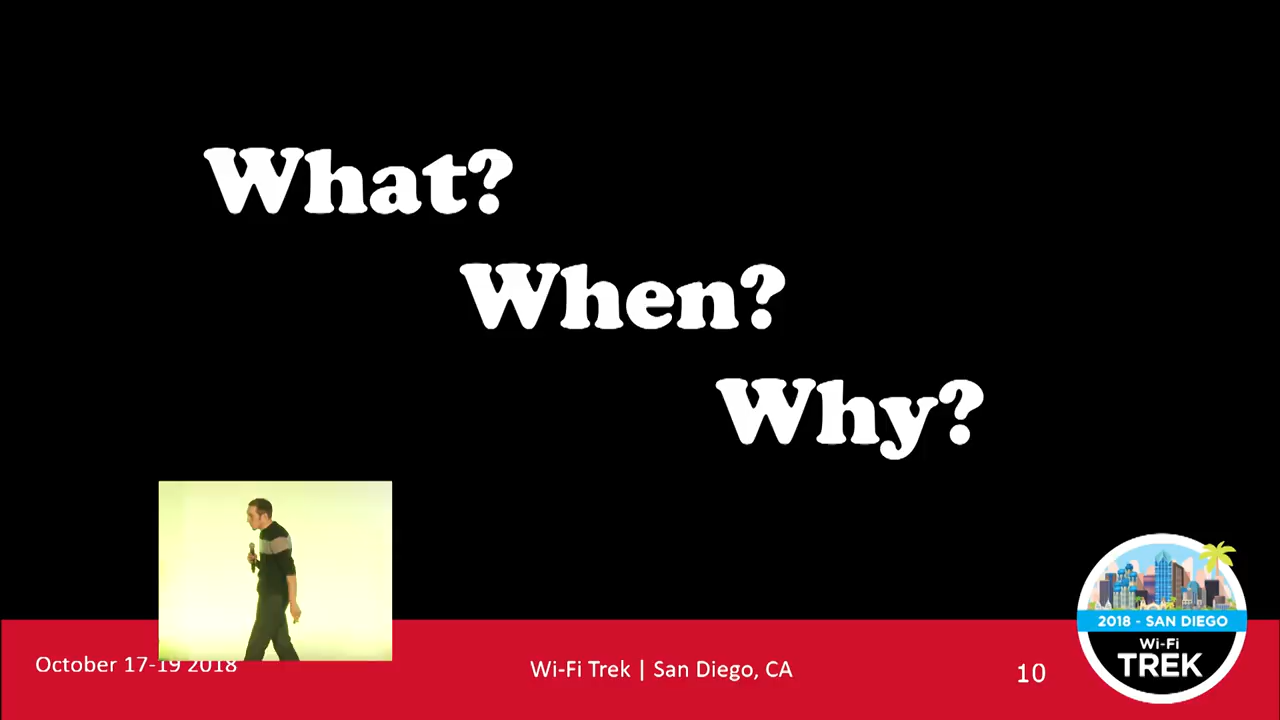 What?
When?
Why?
October 17-19 2018
Wi-Fi Trek | San Diego, CA
10
2018 - SAN DIEGO
Wi-Fi
TREK